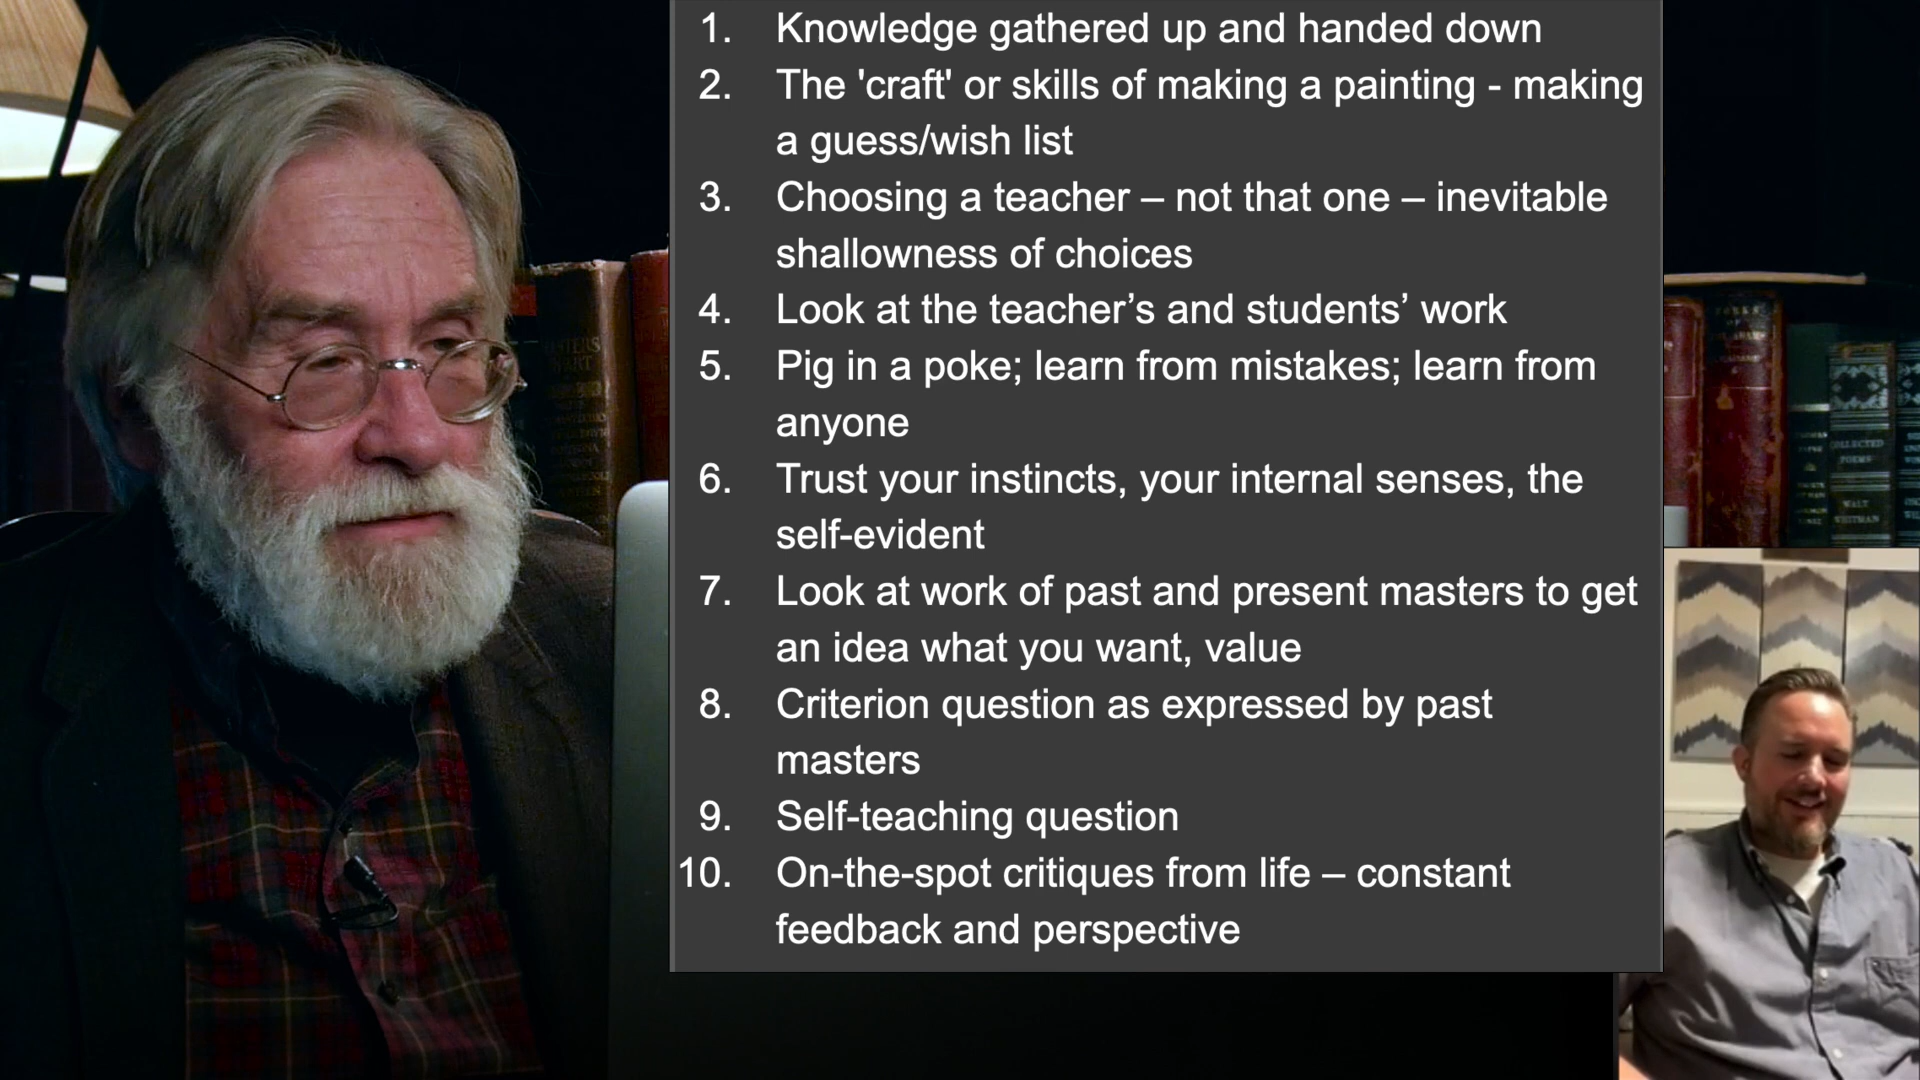 1. Knowledge gathered up and handed down
2. The 'craft' or skills of making a painting - making
a guess/wish list
3. Choosing a teacher – not that one – inevitable
shallowness of choices
4. Look at the teacher’s and students’ work
5. Pig in a poke; learn from mistakes; learn from
anyone
6. Trust your instincts, your internal senses, the
self-evident
7. Look at work of past and present masters to get
an idea what you want, value
8. Criterion question as expressed by past
masters
9. Self-teaching question
10. On-the-spot critiques from life – constant
feedback and perspective
COLLECTED
POEMS
WALT
WHITMAN